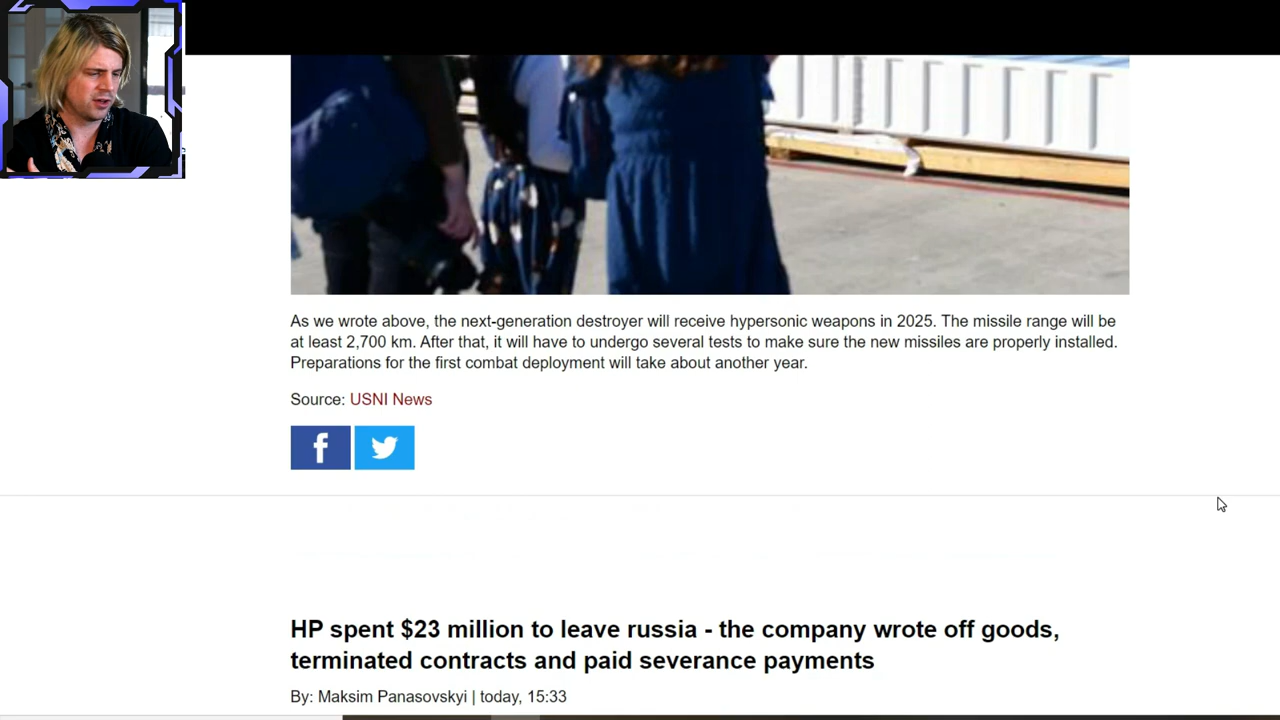 As we wrote above, the next-generation destroyer will receive hypersonic weapons in 2025. The missile range will be
at least 2,700 km. After that, it will have to undergo several tests to make sure the new missiles are properly installed.
Preparations for the first combat deployment will take about another year.
Source: USNI News
HP spent $23 million to leave russia - the company wrote off goods,
terminated contracts and paid severance payments
By: Maksim Panasovskyi | today, 15:33